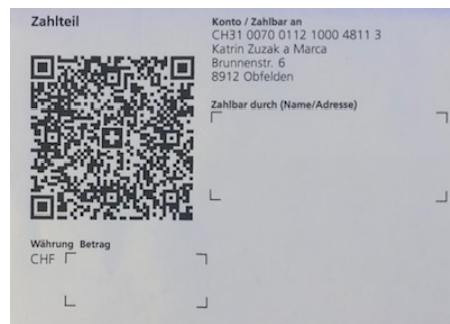 Zahlteil
Konto / Zahlbar an
CH31 0070 0112 1000 4811 3
Katrin Zuzak a Marca
Brunnenstr. 6
8912 Obfelden
Zahlbar durch (Name/Adresse)
Währung Betrag
CHF